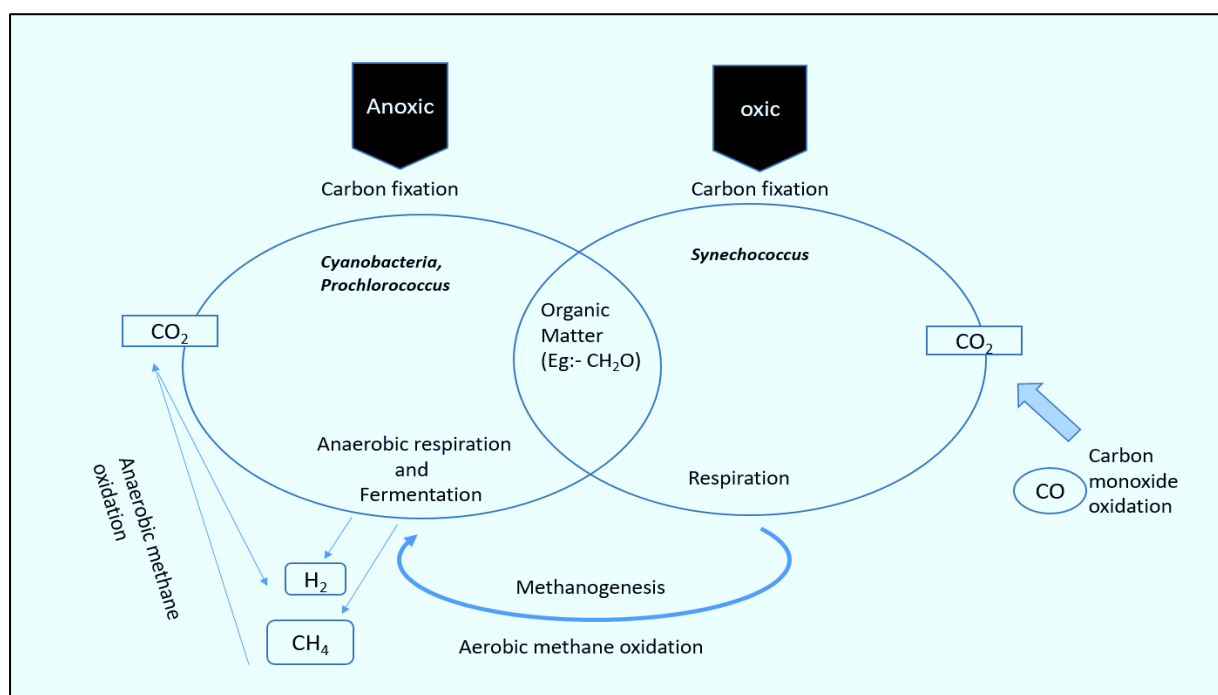 Anoxic
oxic
Carbon fixation
Carbon fixation
Cyanobacteria,
Prochlorococcus
Synechococcus
Organic
Matter
(Eg:- CH₂O)
CO₂
CO₂
Anaerobic respiration
and
Fermentation
Respiration
Carbon
monoxide
oxidation
CO
Anaerobic methane
oxidation
H₂
CH₄
Methanogenesis
Aerobic methane oxidation